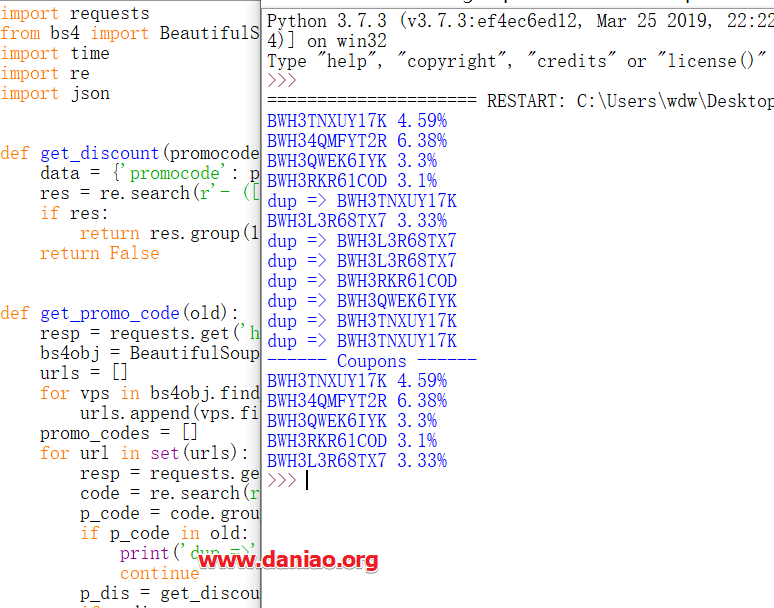 import requests
from bs4 import BeautifulS
import time
import re
import json
def get_discount(promocode
data = {'promocode': p
res = re.search(r'- ([
if res:
return res.group(1
return False
def get_promo_code(old):
resp = requests.get('h
bs4obj = BeautifulSoup
urls = []
for vps in bs4obj.find
urls.append(vps.fi
promo_codes = []
for url in set(urls):
resp = requests.ge
code = re.search(r
p_code = code.grou
if p_code in old:
print('dup =>'
continue
p_dis = get_discou
Python 3.7.3 (v3.7.3:ef4ec6ed12, Mar 25 2019, 22:22
4)] on win32
Type "help", "copyright", "credits" or "license()"
>>>
===================== RESTART: C:\Users\wdw\Desktop
BWH3TNXUY17K 4.59%
BWH34QMFYT2R 6.38%
BWH3QWEK6IYK 3.3%
BWH3RKR61COD 3.1%
dup => BWH3TNXUY17K
BWH3L3R68TX7 3.33%
dup => BWH3L3R68TX7
dup => BWH3L3R68TX7
dup => BWH3RKR61COD
dup => BWH3QWEK6IYK
dup => BWH3TNXUY17K
dup => BWH3TNXUY17K
------ Coupons ------
BWH3TNXUY17K 4.59%
BWH34QMFYT2R 6.38%
BWH3QWEK6IYK 3.3%
BWH3RKR61COD 3.1%
BWH3L3R68TX7 3.33%
>>>
www.daniao.org